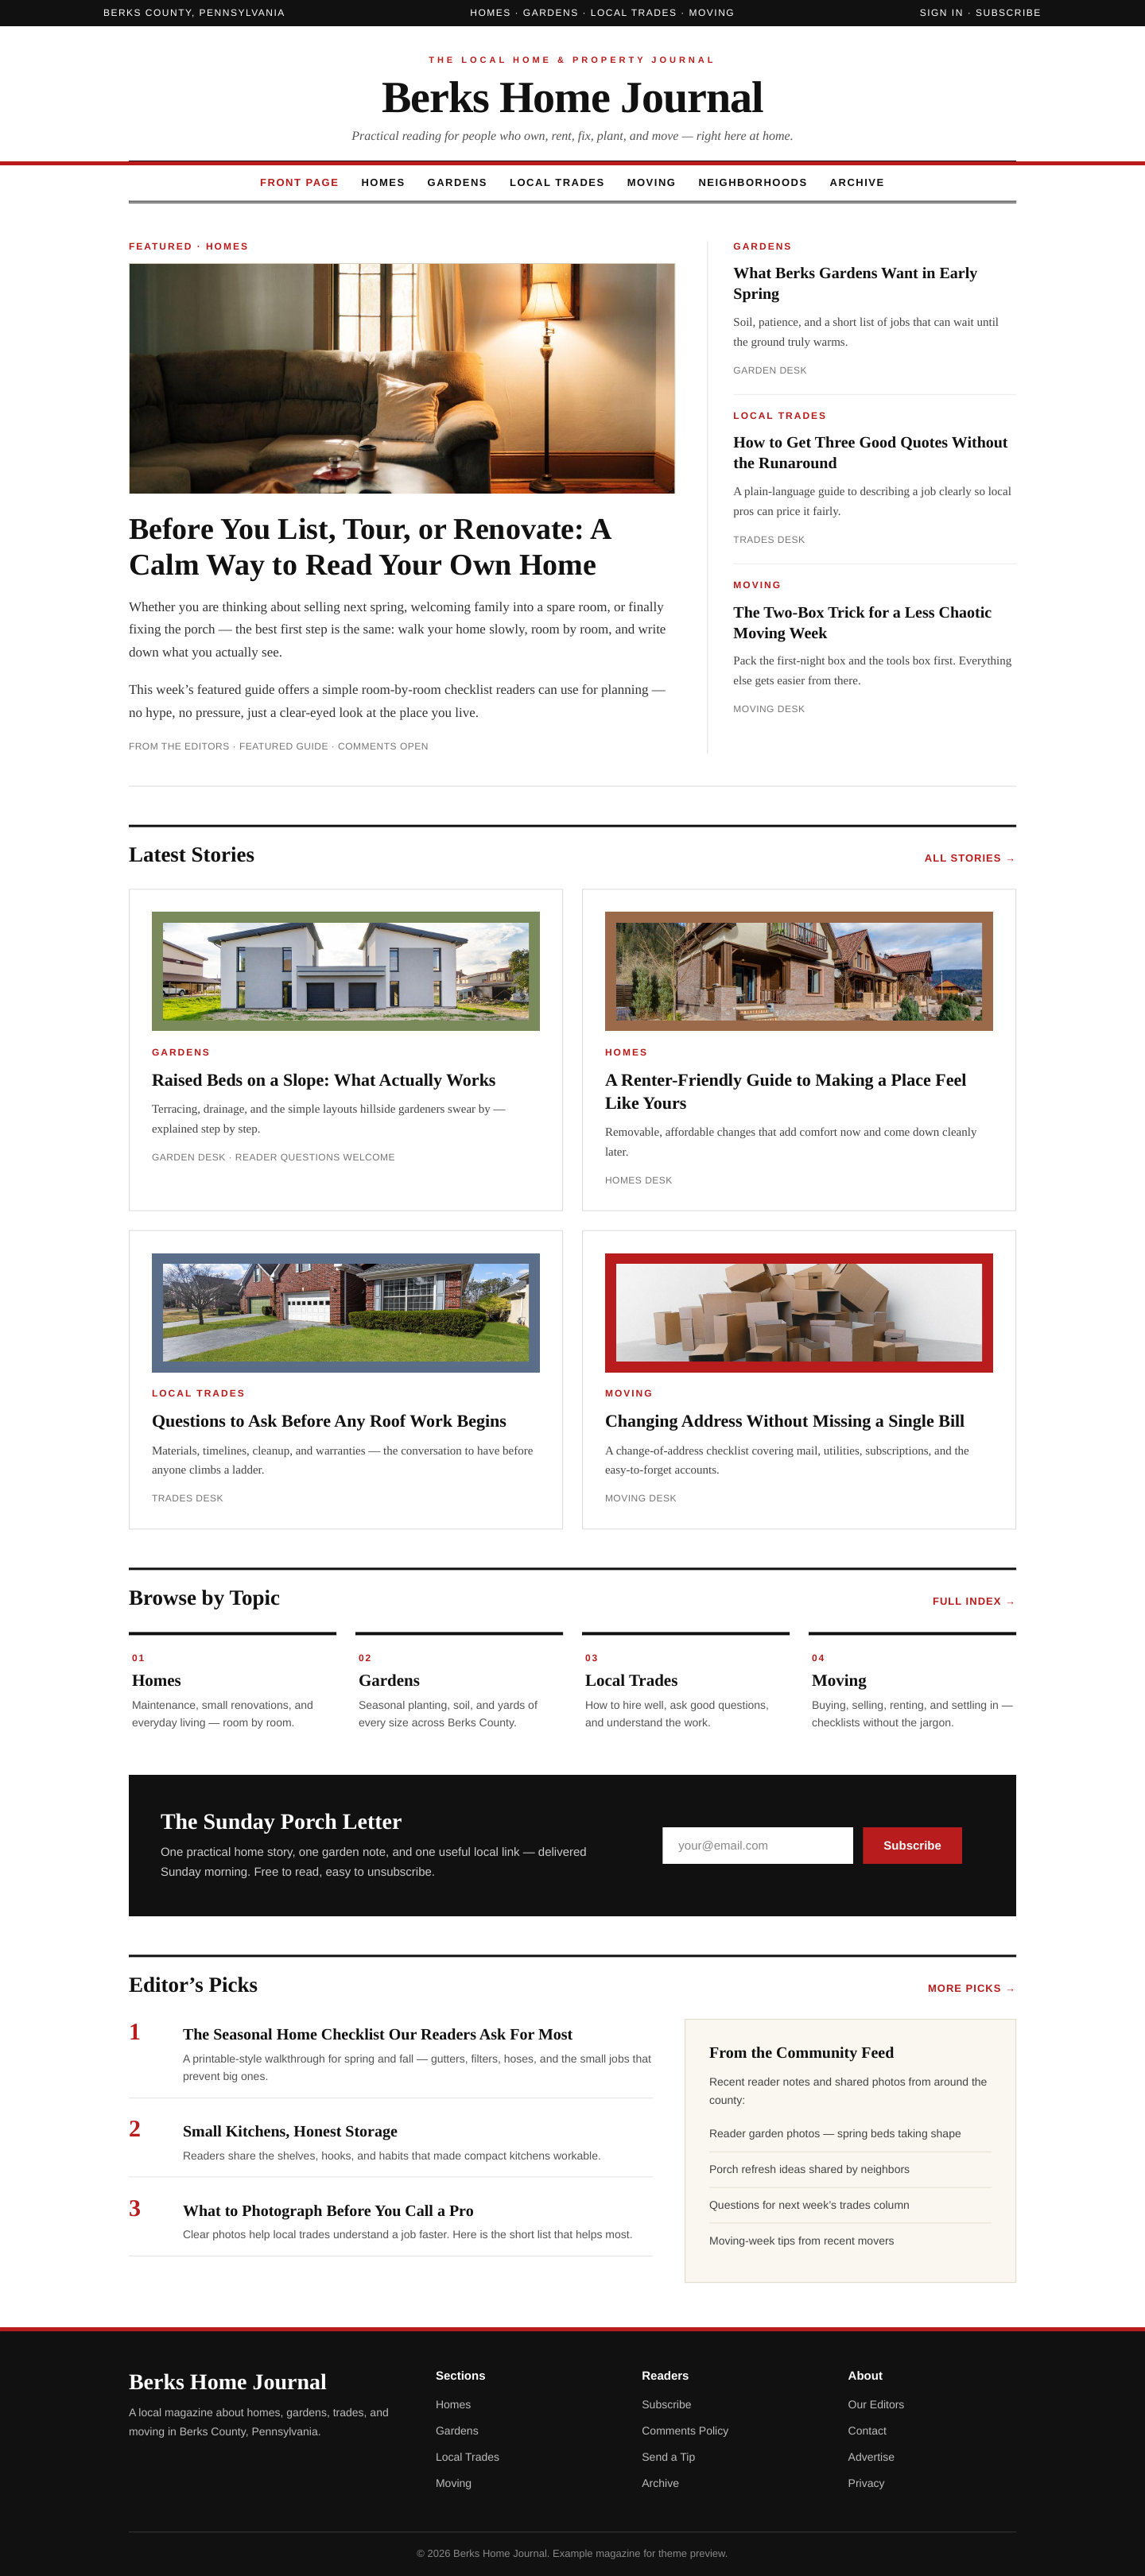 BERKS COUNTY, PENNSYLVANIA
HOMES · GARDENS · LOCAL TRADES · MOVING
SIGN IN · SUBSCRIBE
THE LOCAL HOME & PROPERTY JOURNAL
Berks Home Journal
Practical reading for people who own, rent, fix, plant, and move — right here at home.
FRONT PAGE HOMES GARDENS LOCAL TRADES MOVING NEIGHBORHOODS ARCHIVE
FEATURED · HOMES
Before You List, Tour, or Renovate: A
Calm Way to Read Your Own Home
Whether you are thinking about selling next spring, welcoming family into a spare room, or finally
fixing the porch — the best first step is the same: walk your home slowly, room by room, and write
down what you actually see.
This week’s featured guide offers a simple room-by-room checklist readers can use for planning —
no hype, no pressure, just a clear-eyed look at the place you live.
FROM THE EDITORS · FEATURED GUIDE · COMMENTS OPEN
GARDENS
What Berks Gardens Want in Early
Spring
Soil, patience, and a short list of jobs that can wait until
the ground truly warms.
GARDEN DESK
LOCAL TRADES
How to Get Three Good Quotes Without
the Runaround
A plain-language guide to describing a job clearly so local
pros can price it fairly.
TRADES DESK
MOVING
The Two-Box Trick for a Less Chaotic
Moving Week
Pack the first-night box and the tools box first. Everything
else gets easier from there.
MOVING DESK
Latest Stories
ALL STORIES →
GARDENS
Raised Beds on a Slope: What Actually Works
Terracing, drainage, and the simple layouts hillside gardeners swear by —
explained step by step.
GARDEN DESK · READER QUESTIONS WELCOME
HOMES
A Renter-Friendly Guide to Making a Place Feel
Like Yours
Removable, affordable changes that add comfort now and come down cleanly
later.
HOMES DESK
LOCAL TRADES
Questions to Ask Before Any Roof Work Begins
Materials, timelines, cleanup, and warranties — the conversation to have before
anyone climbs a ladder.
TRADES DESK
MOVING
Changing Address Without Missing a Single Bill
A change-of-address checklist covering mail, utilities, subscriptions, and the
easy-to-forget accounts.
MOVING DESK
Browse by Topic
FULL INDEX →
01
Homes
Maintenance, small renovations, and
everyday living — room by room.
02
Gardens
Seasonal planting, soil, and yards of
every size across Berks County.
03
Local Trades
How to hire well, ask good questions,
and understand the work.
04
Moving
Buying, selling, renting, and settling in —
checklists without the jargon.
The Sunday Porch Letter
One practical home story, one garden note, and one useful local link — delivered
Sunday morning. Free to read, easy to unsubscribe.
your@email.com
Subscribe
Editor’s Picks
MORE PICKS →
1
The Seasonal Home Checklist Our Readers Ask For Most
A printable-style walkthrough for spring and fall — gutters, filters, hoses, and the small jobs that
prevent big ones.
2
Small Kitchens, Honest Storage
Readers share the shelves, hooks, and habits that made compact kitchens workable.
3
What to Photograph Before You Call a Pro
Clear photos help local trades understand a job faster. Here is the short list that helps most.
From the Community Feed
Recent reader notes and shared photos from around the
county:
Reader garden photos — spring beds taking shape
Porch refresh ideas shared by neighbors
Questions for next week’s trades column
Moving-week tips from recent movers
Berks Home Journal
A local magazine about homes, gardens, trades, and
moving in Berks County, Pennsylvania.
Sections
Homes
Gardens
Local Trades
Moving
Readers
Subscribe
Comments Policy
Send a Tip
Archive
About
Our Editors
Contact
Advertise
Privacy
© 2026 Berks Home Journal. Example magazine for theme preview.